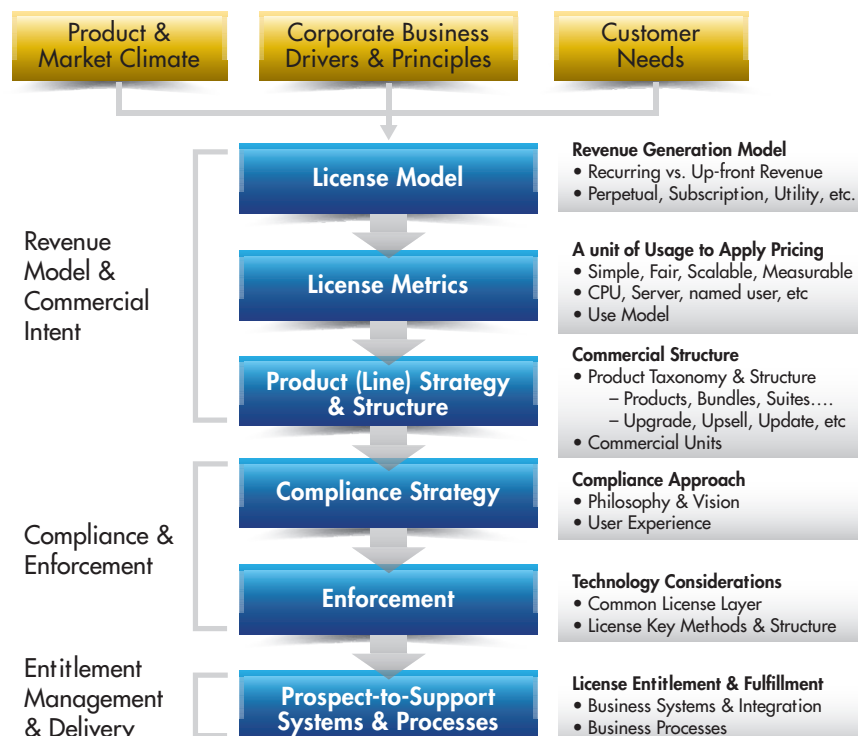 Product &
Market Climate
Corporate Business
Drivers & Principles
Customer
Needs
Revenue
Model &
Commercial
Intent
License Model
Revenue Generation Model
• Recurring vs. Up-front Revenue
• Perpetual, Subscription, Utility, etc.
License Metrics
A unit of Usage to Apply Pricing
• Simple, Fair, Scalable, Measurable
• CPU, Server, named user, etc
• Use Model
Product (Line) Strategy
& Structure
Commercial Structure
• Product Taxonomy & Structure
– Products, Bundles, Suites....
– Upgrade, Upsell, Update, etc
• Commercial Units
Compliance &
Enforcement
Compliance Strategy
Compliance Approach
• Philosophy & Vision
• User Experience
Enforcement
Technology Considerations
• Common License Layer
• License Key Methods & Structure
Entitlement
Management
& Delivery
Prospect-to-Support
Systems & Processes
License Entitlement & Fulfillment
• Business Systems & Integration
• Business Processes